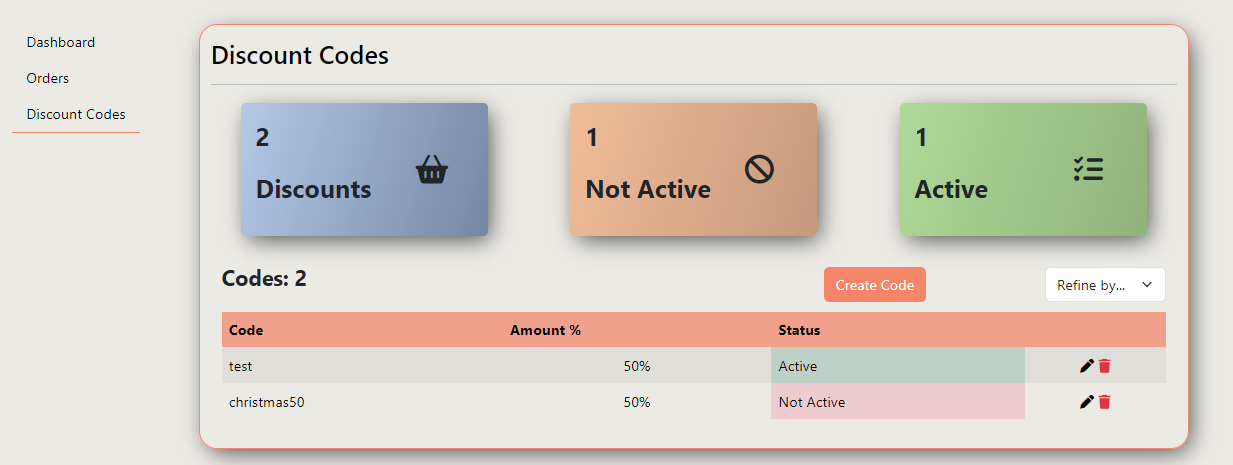 Dashboard
Orders
Discount Codes
Discount Codes
2
Discounts
1
Not Active
1
Active
Codes: 2
Create Code
Refine by...
Code Amount % Status
test 50% Active
christmas50 50% Not Active